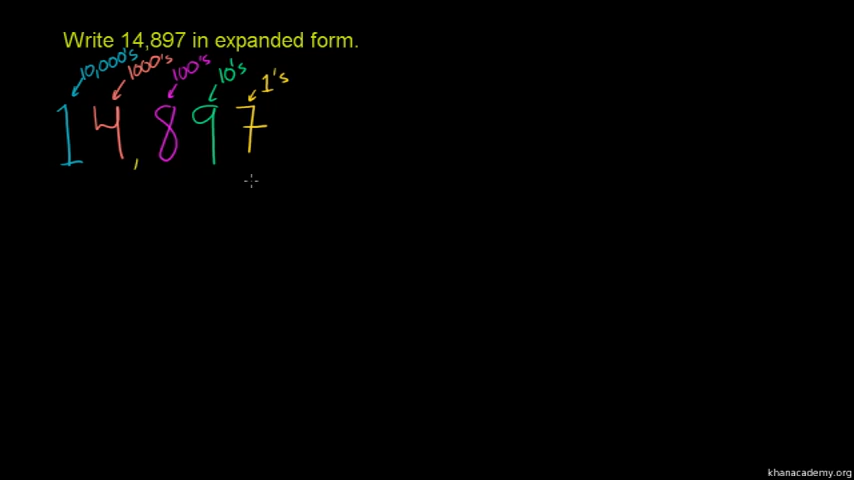 Write 14,897 in expanded form.
10,000's 1000's 100's 10's 1's
14,897
khanacademy.org